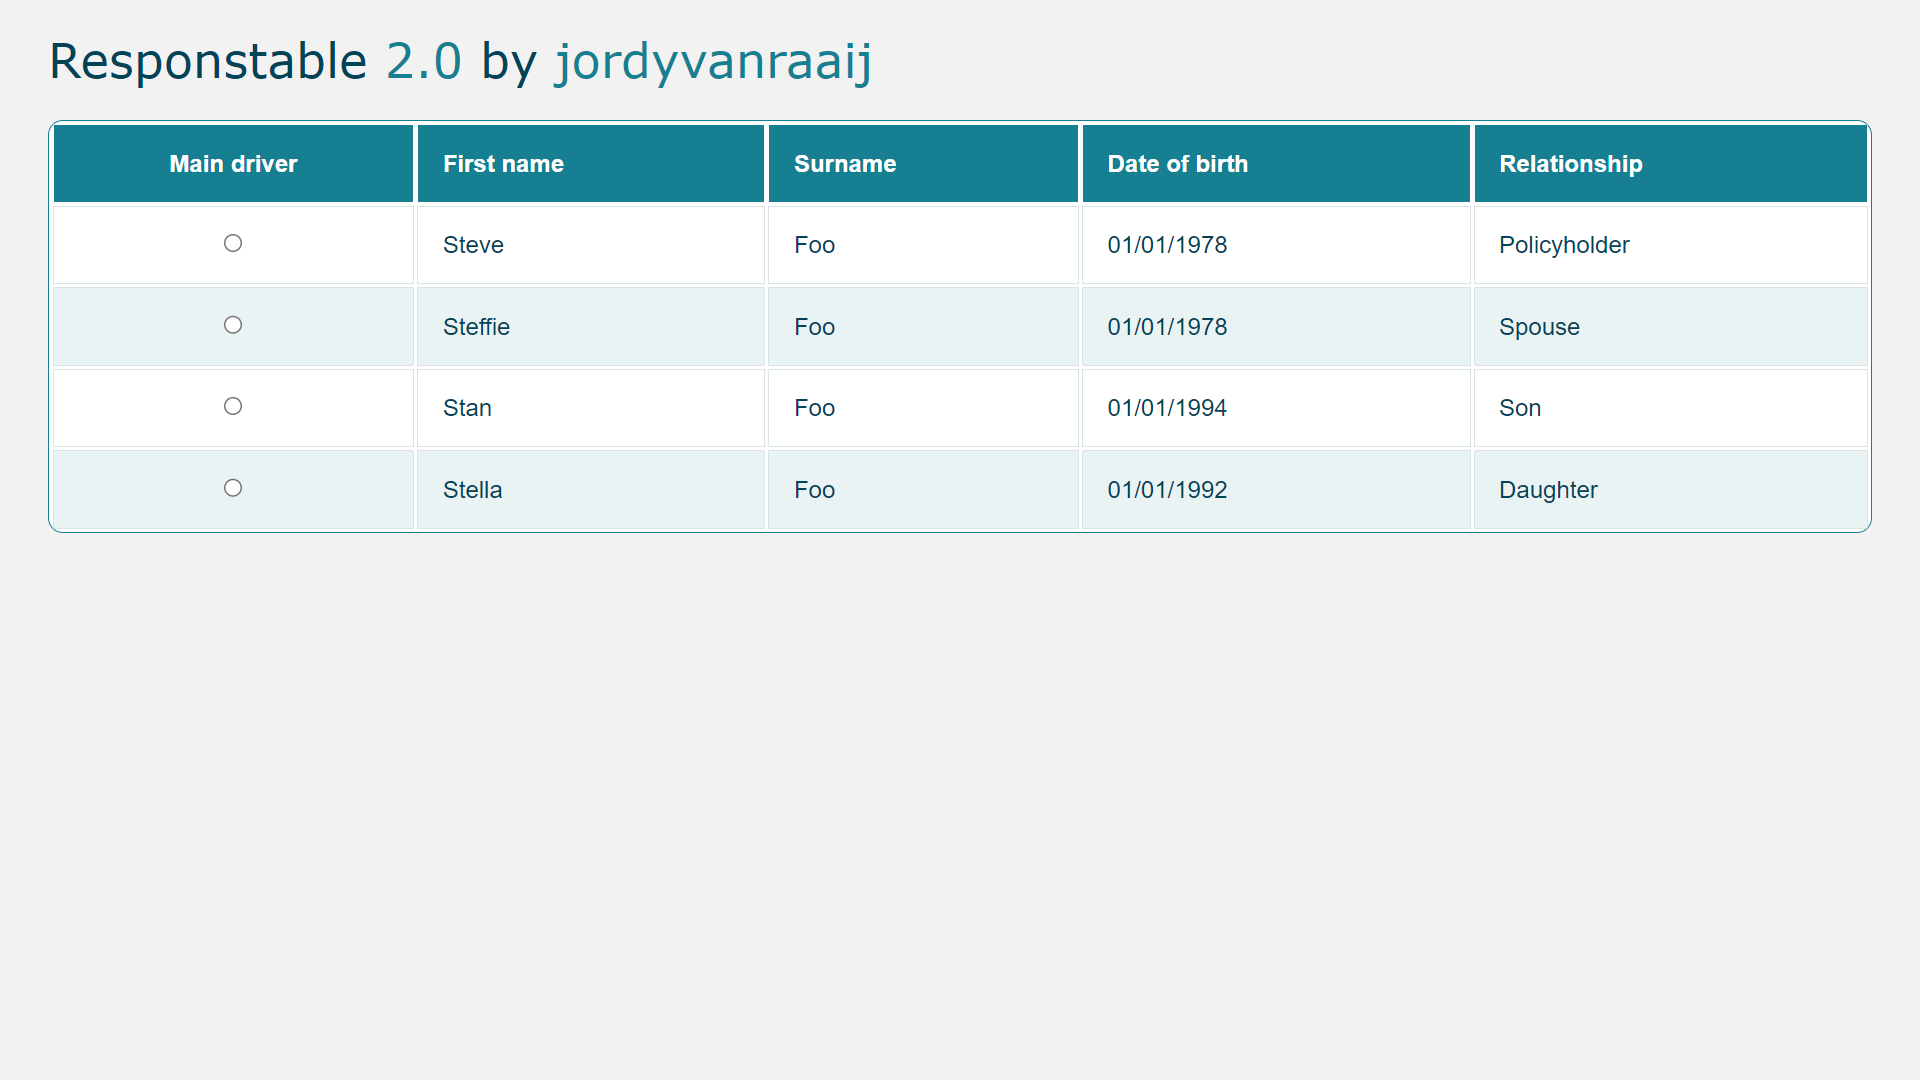 Responstable 2.0 by jordyvanraaij
Main driver First name Surname Date of birth Relationship
Steve Foo 01/01/1978 Policyholder
Steffie Foo 01/01/1978 Spouse
Stan Foo 01/01/1994 Son
Stella Foo 01/01/1992 Daughter